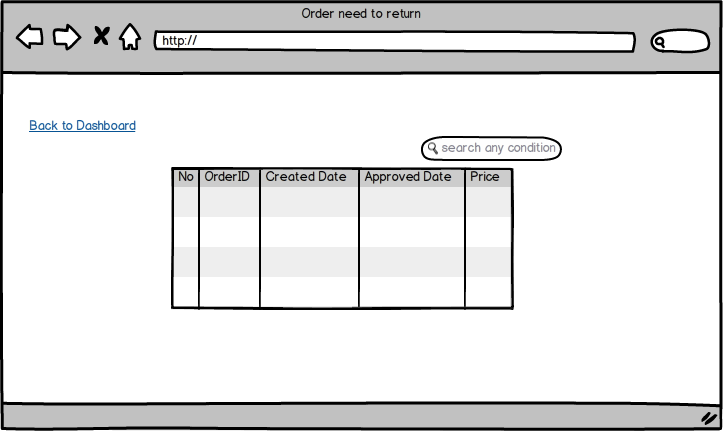 Order need to return
http://
Back to Dashboard
search any condition
No OrderID Created Date Approved Date Price